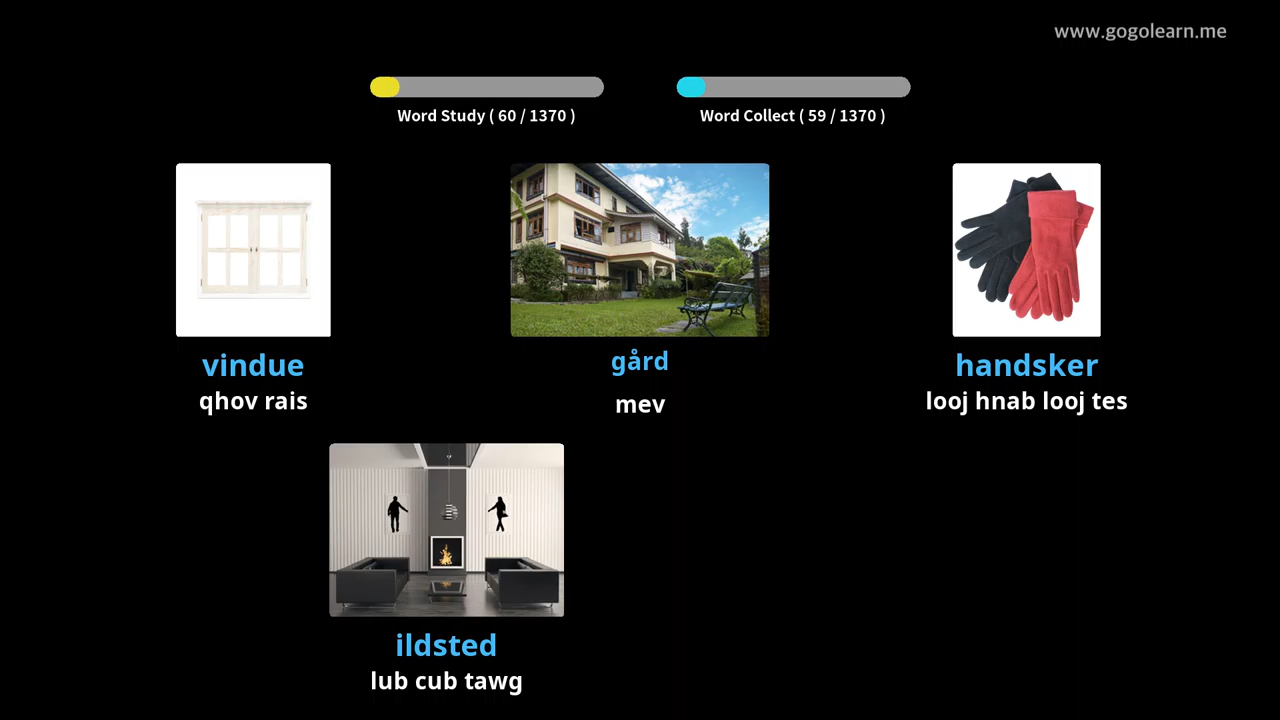 www.gogolearn.me
Word Study ( 60 / 1370 )
Word Collect ( 59 / 1370 )
vindue
qhov rais
gård
mev
handsker
looj hnab looj tes
ildsted
lub cub tawg